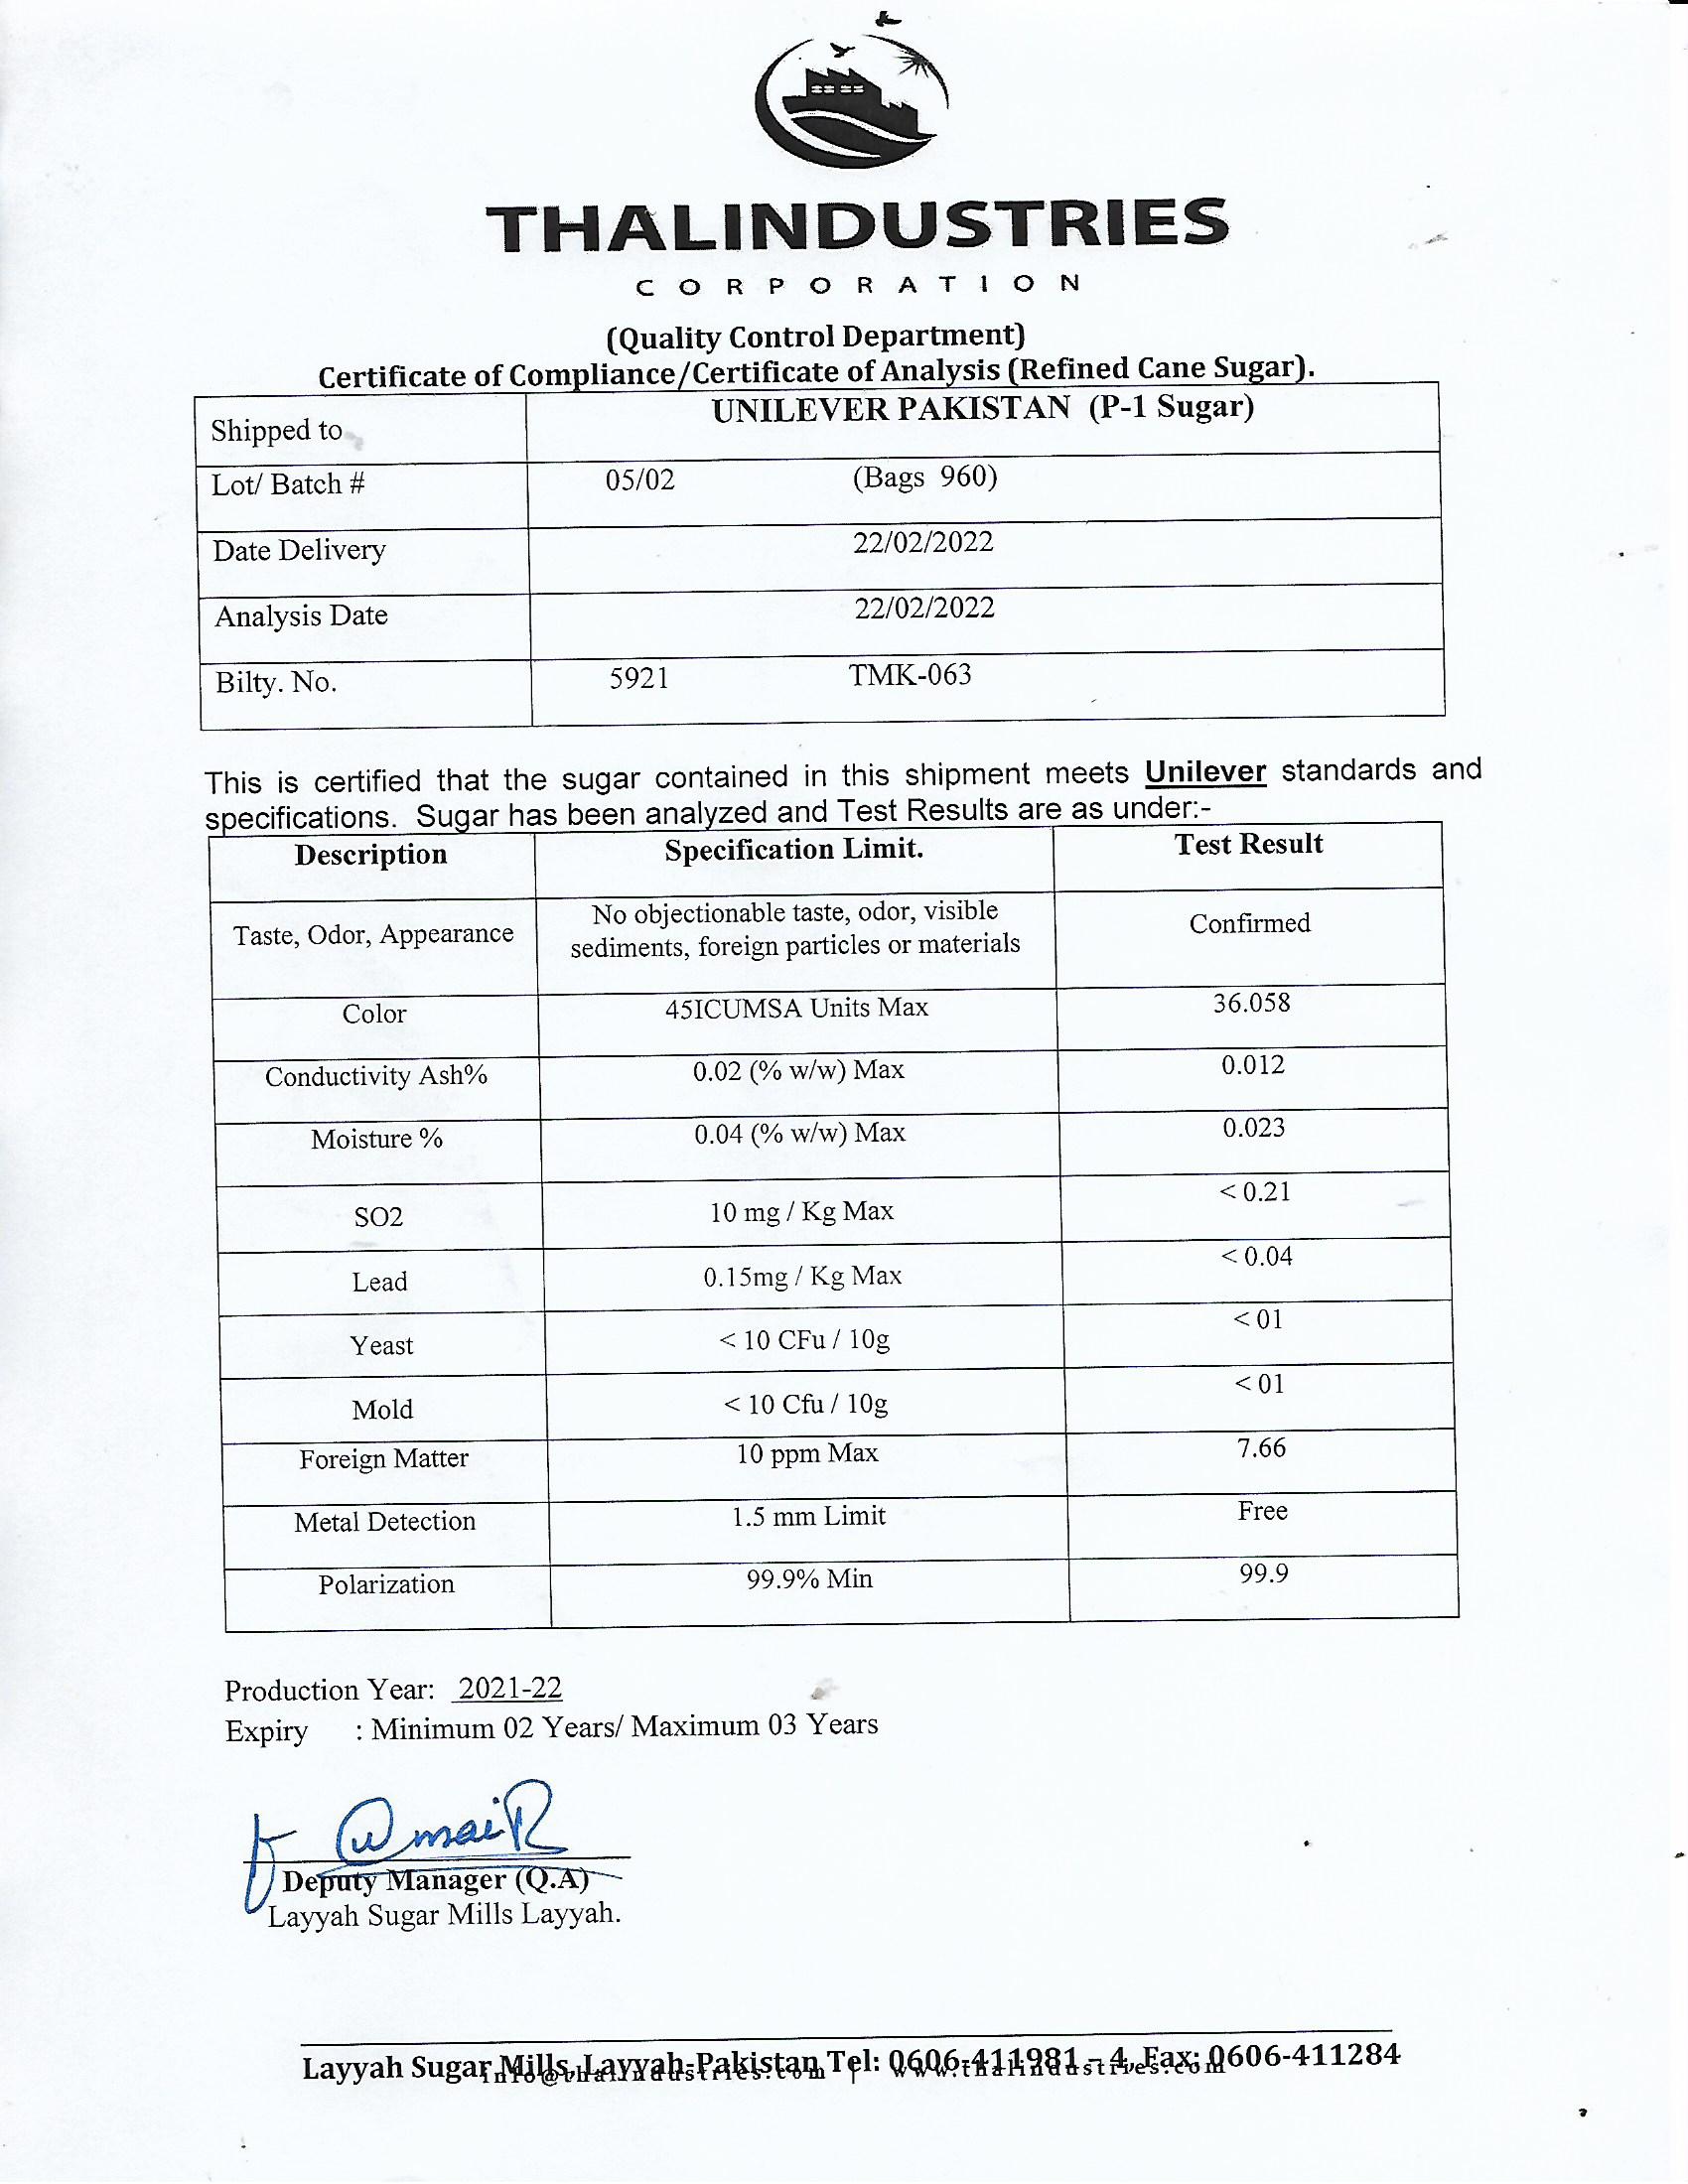 THALINDUSTRIES
CORPORATION
(Quality Control Department)
Certificate of Compliance/Certificate of Analysis (Refined Cane Sugar).
Shipped to UNILEVER PAKISTAN (P-1 Sugar)
Lot/ Batch # 05/02 (Bags 960)
Date Delivery 22/02/2022
Analysis Date 22/02/2022
Bilty. No. 5921 TMK-063
This is certified that the sugar contained in this shipment meets Unilever standards and
specifications. Sugar has been analyzed and Test Results are as under:-
Description Specification Limit. Test Result
Taste, Odor, Appearance No objectionable taste, odor, visible
sediments, foreign particles or materials Confirmed
Color 45ICUMSA Units Max 36.058
Conductivity Ash% 0.02 (% w/w) Max 0.012
Moisture % 0.04 (% w/w) Max 0.023
SO2 10 mg / Kg Max < 0.21
Lead 0.15mg / Kg Max < 0.04
Yeast < 10 CFu / 10g < 01
Mold < 10 Cfu / 10g < 01
Foreign Matter 10 ppm Max 7.66
Metal Detection 1.5 mm Limit Free
Polarization 99.9% Min 99.9
Production Year: 2021-22
Expiry : Minimum 02 Years/ Maximum 03 Years
UmaiR
Deputy Manager (Q.A)
Layyah Sugar Mills Layyah.
Layyah Sugar Mills, Layyah-Pakistan Tel: 0606-411981 – 4, Fax: 0606-411284
info@thalindustries.com | www.thalindustries.com